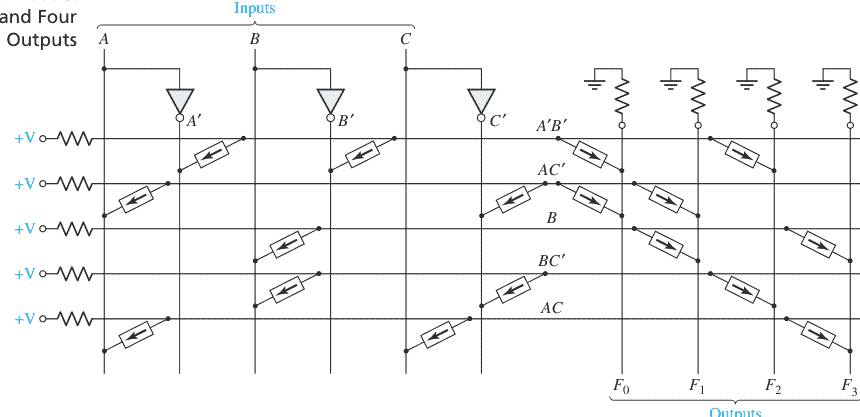 and Four
Outputs
Inputs
A B C
A' B' C'
+V A'B'
+V AC'
+V B
+V BC'
+V AC
F0 F1 F2 F3
Outputs